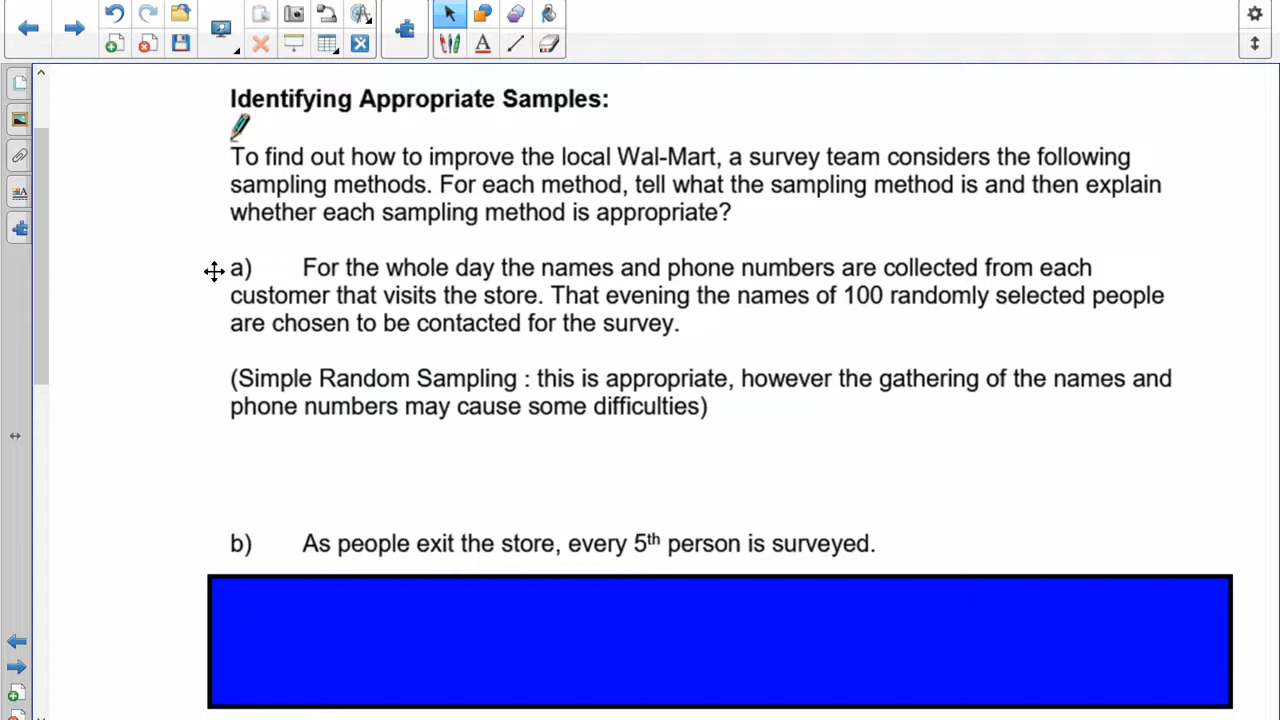 Identifying Appropriate Samples:
To find out how to improve the local Wal-Mart, a survey team considers the following
sampling methods. For each method, tell what the sampling method is and then explain
whether each sampling method is appropriate?
a) For the whole day the names and phone numbers are collected from each
customer that visits the store. That evening the names of 100 randomly selected people
are chosen to be contacted for the survey.
(Simple Random Sampling : this is appropriate, however the gathering of the names and
phone numbers may cause some difficulties)
b) As people exit the store, every 5th person is surveyed.